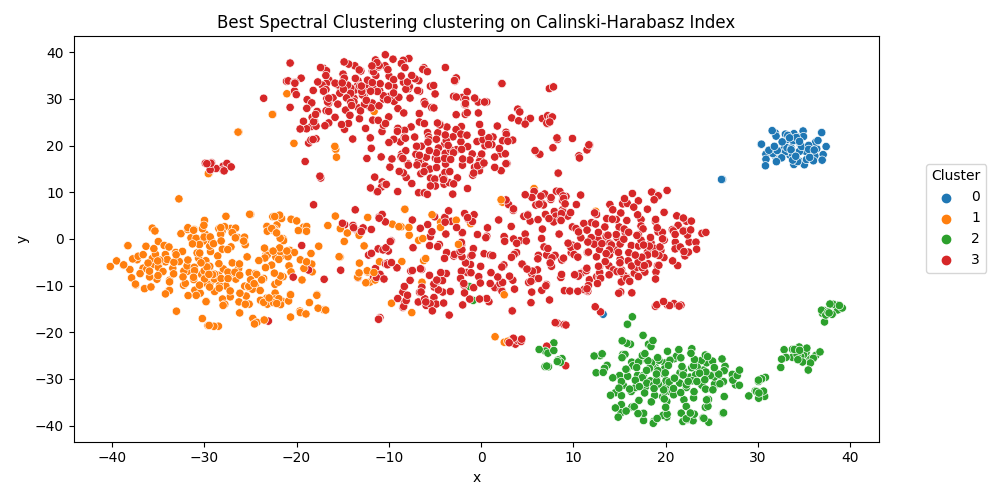 Best Spectral Clustering clustering on Calinski-Harabasz Index
40
30
20
10
0
−10
−20
−30
−40
y
−40 −30 −20 −10 0 10 20 30 40
x
Cluster
0
1
2
3